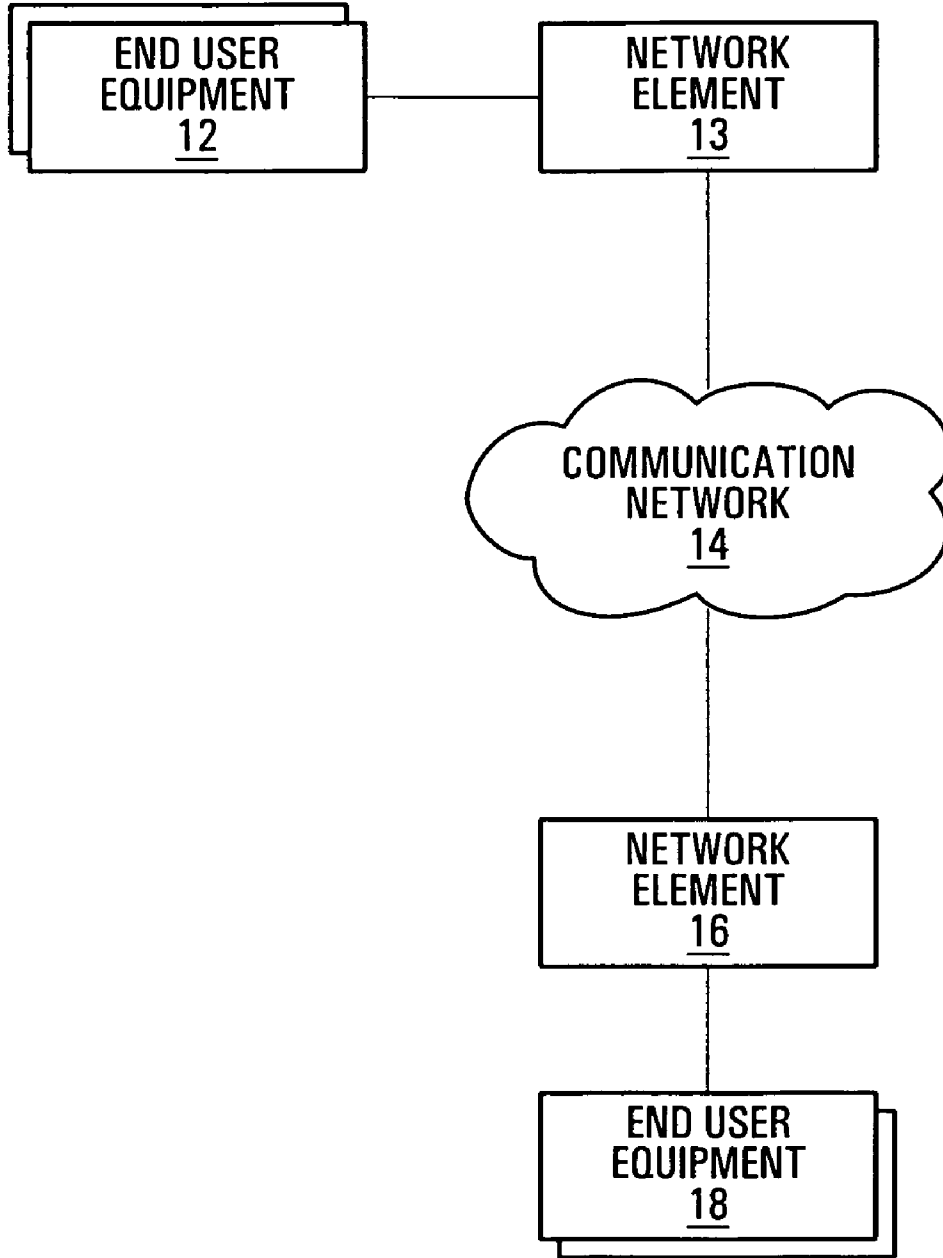 END USER
EQUIPMENT
12
NETWORK
ELEMENT
13
COMMUNICATION
NETWORK
14
NETWORK
ELEMENT
16
END USER
EQUIPMENT
18